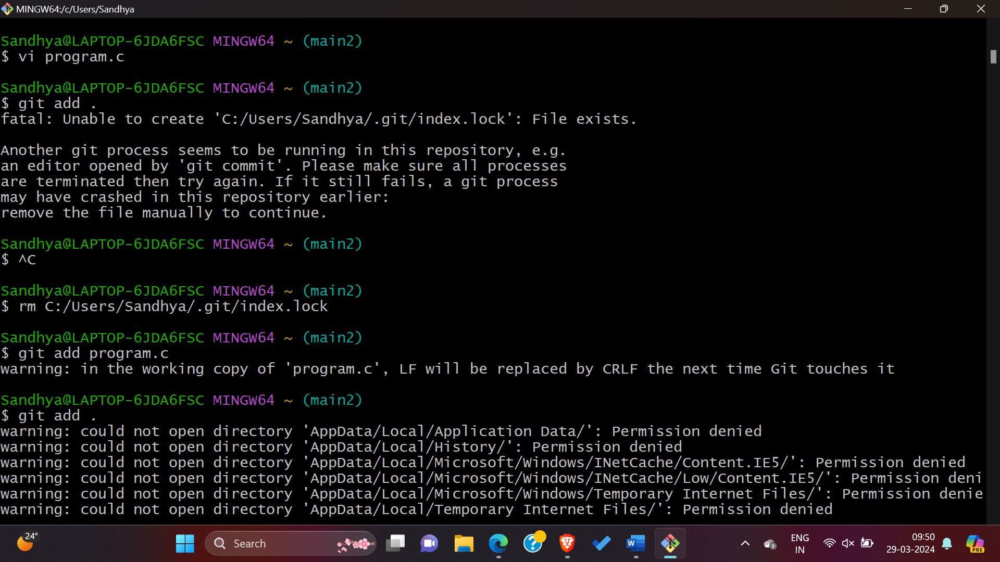 MINGW64:/c/Users/Sandhya
Sandhya@LAPTOP-6JDA6FSC MINGW64 ~ (main2)
$ vi program.c
Sandhya@LAPTOP-6JDA6FSC MINGW64 ~ (main2)
$ git add .
fatal: Unable to create 'C:/Users/Sandhya/.git/index.lock': File exists.
Another git process seems to be running in this repository, e.g.
an editor opened by 'git commit'. Please make sure all processes
are terminated then try again. If it still fails, a git process
may have crashed in this repository earlier:
remove the file manually to continue.
Sandhya@LAPTOP-6JDA6FSC MINGW64 ~ (main2)
$ ^C
Sandhya@LAPTOP-6JDA6FSC MINGW64 ~ (main2)
$ rm C:/Users/Sandhya/.git/index.lock
Sandhya@LAPTOP-6JDA6FSC MINGW64 ~ (main2)
$ git add program.c
warning: in the working copy of 'program.c', LF will be replaced by CRLF the next time Git touches it
Sandhya@LAPTOP-6JDA6FSC MINGW64 ~ (main2)
$ git add .
warning: could not open directory 'AppData/Local/Application Data/': Permission denied
warning: could not open directory 'AppData/Local/History/': Permission denied
warning: could not open directory 'AppData/Local/Microsoft/Windows/INetCache/Content.IE5/': Permission denied
warning: could not open directory 'AppData/Local/Microsoft/Windows/INetCache/Low/Content.IE5/': Permission deni
warning: could not open directory 'AppData/Local/Microsoft/Windows/Temporary Internet Files/': Permission denie
warning: could not open directory 'AppData/Local/Temporary Internet Files/': Permission denied
24°
Search
W
ENG
IN
09:50
29-03-2024
PRE